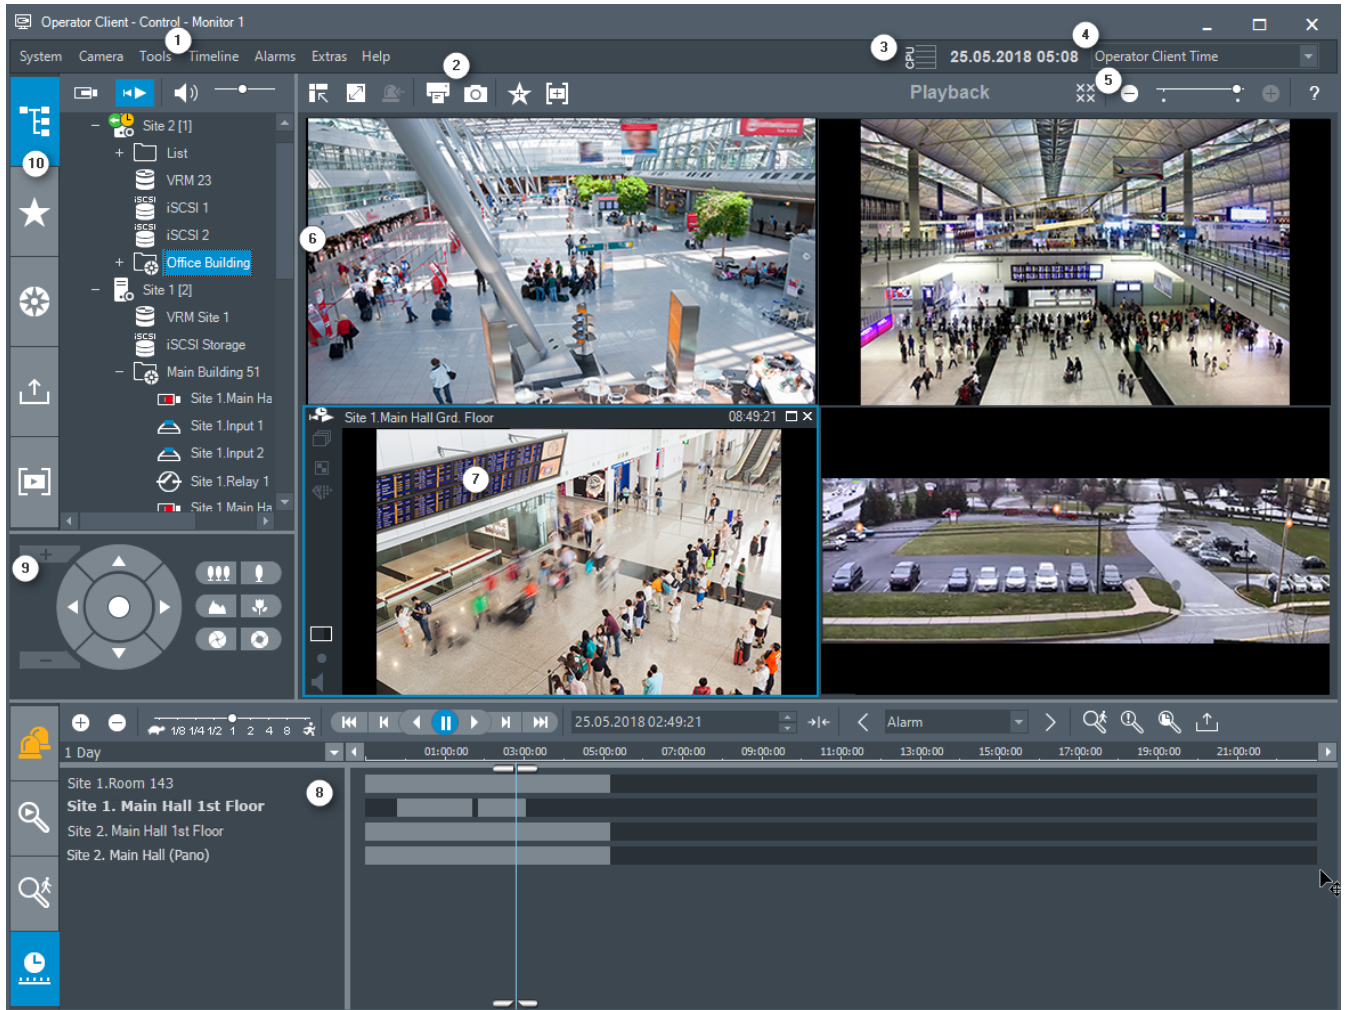 Operator Client - Control - Monitor 1
1
System Camera Tools Timeline Alarms Extras Help
2
3
CPU
25.05.2018 05:08
4
Operator Client Time
5
Playback
?
Site 2 [1]
List
VRM 23
iSCSI
iSCSI 1
iSCSI
iSCSI 2
Office Building
Site 1 [2]
VRM Site 1
iSCSI
iSCSI Storage
Main Building 51
Site 1.Main Ha
Site 1.Input 1
Site 1.Input 2
Site 1.Relay 1
Site 1 Main Ha
10
6
Site 1.Main Hall Grd. Floor
08:49:21
7
9
1/8 1/4 1/2 1 2 4 8
25.05.2018 02:49:21
Alarm
1 Day
01:00:00 03:00:00 05:00:00 07:00:00 09:00:00 11:00:00 13:00:00 15:00:00 17:00:00 19:00:00 21:00:00
8
Site 1.Room 143
Site 1. Main Hall 1st Floor
Site 2. Main Hall 1st Floor
Site 2. Main Hall (Pano)